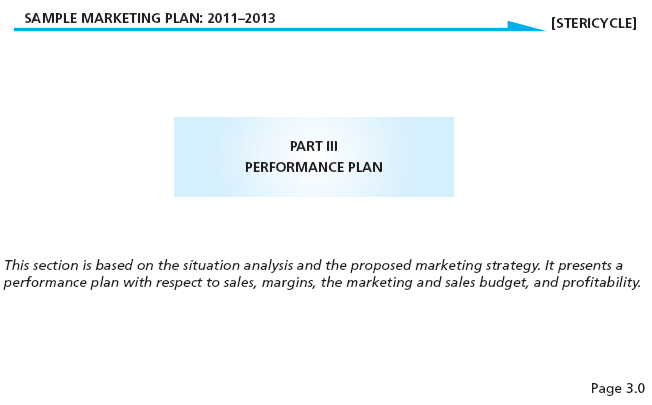 SAMPLE MARKETING PLAN: 2011–2013
[STERICYCLE]
PART III
PERFORMANCE PLAN
This section is based on the situation analysis and the proposed marketing strategy. It presents a
performance plan with respect to sales, margins, the marketing and sales budget, and profitability.
Page 3.0